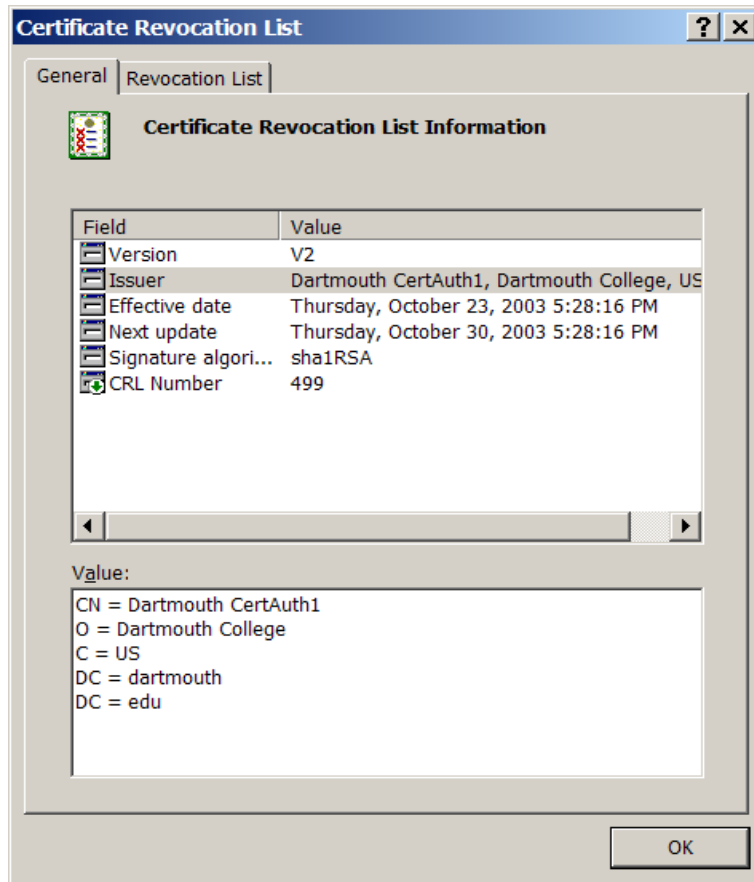 Certificate Revocation List
General Revocation List
Certificate Revocation List Information
Field Value
Version V2
Issuer Dartmouth CertAuth1, Dartmouth College, US
Effective date Thursday, October 23, 2003 5:28:16 PM
Next update Thursday, October 30, 2003 5:28:16 PM
Signature algori... sha1RSA
CRL Number 499
Value:
CN = Dartmouth CertAuth1
O = Dartmouth College
C = US
DC = dartmouth
DC = edu
OK